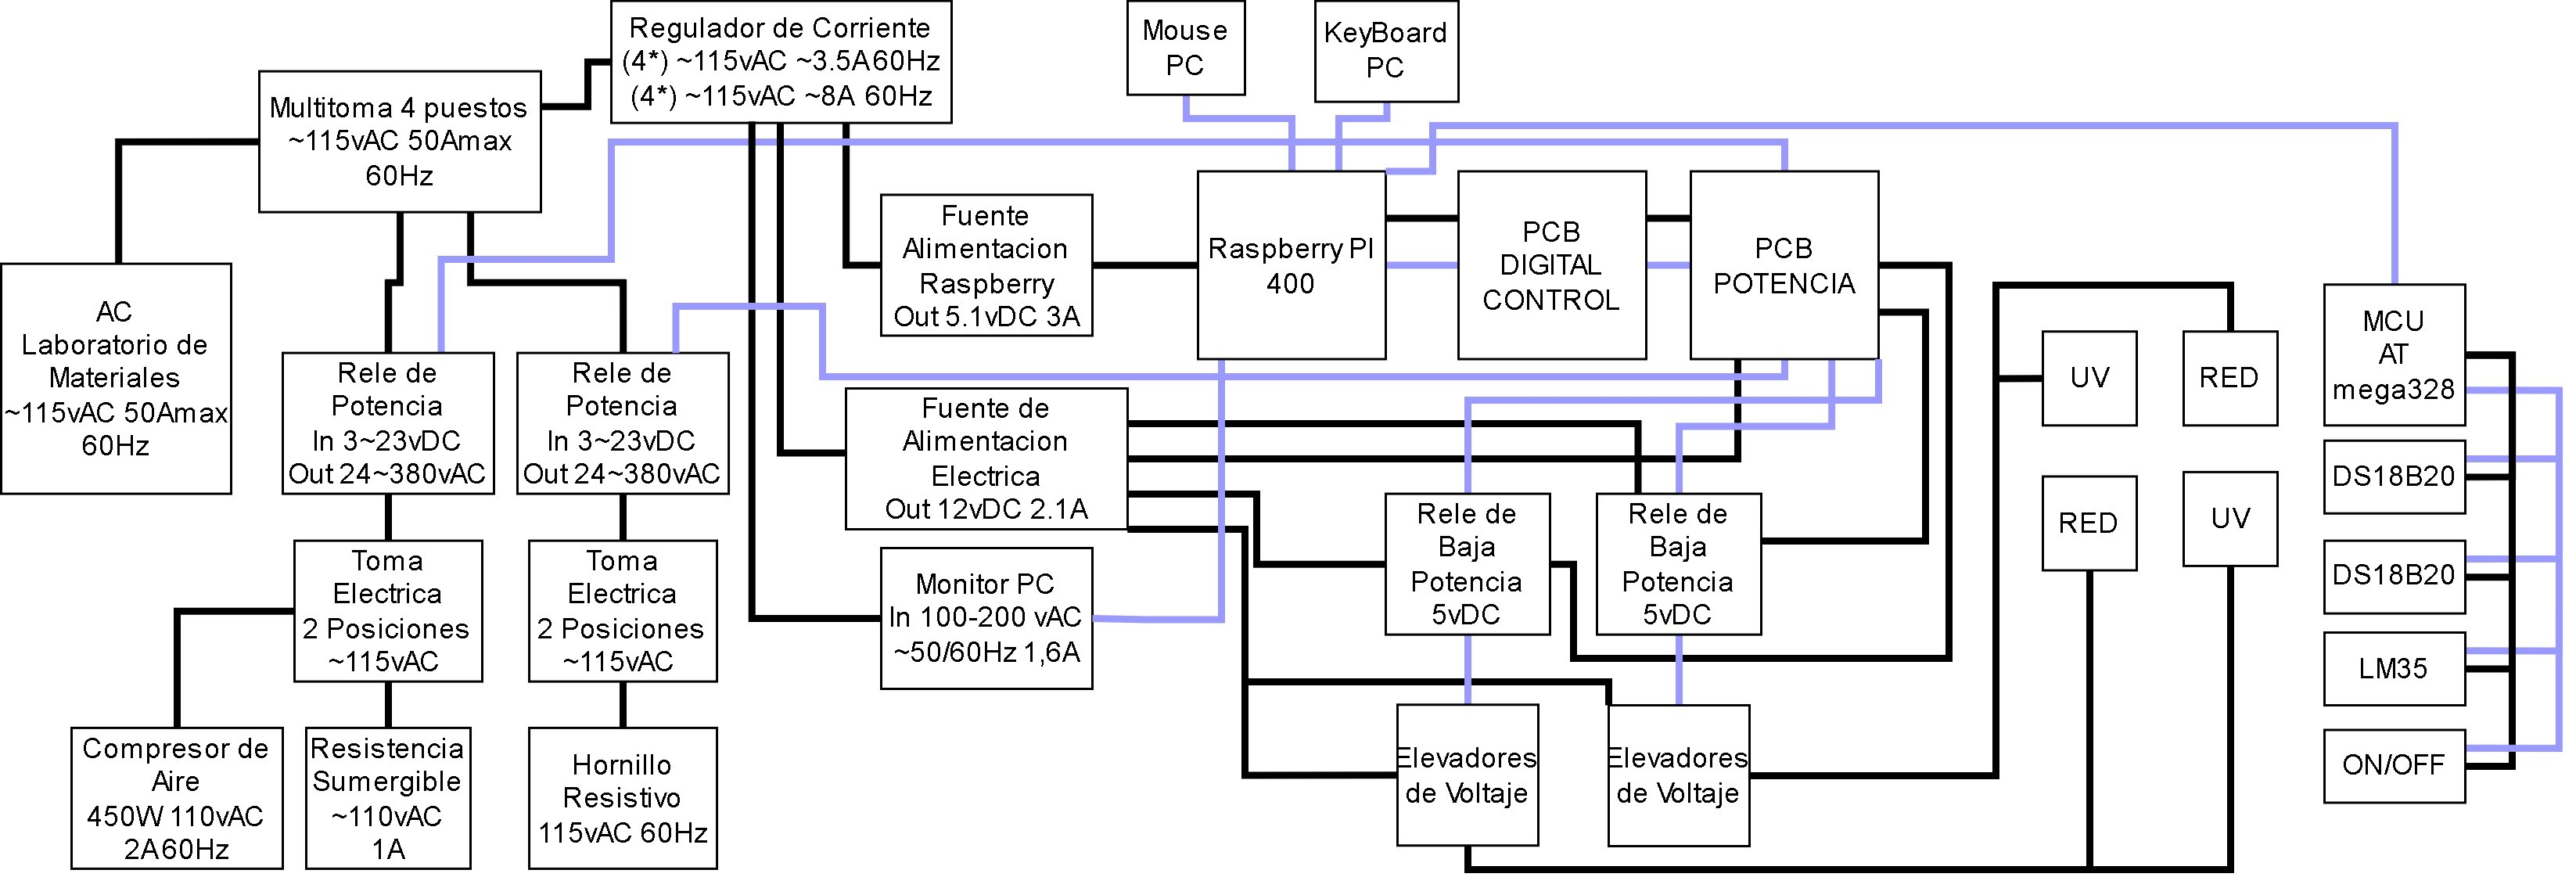 Regulador de Corriente
(4*) ~115vAC ~3.5A60Hz
(4*) ~115vAC ~8A 60Hz
Mouse
PC
KeyBoard
PC
Multitoma 4 puestos
~115vAC 50Amax
60Hz
AC
Laboratorio de
Materiales
~115vAC 50Amax
60Hz
Fuente
Alimentacion
Raspberry
Out 5.1vDC 3A
Raspberry PI
400
PCB
DIGITAL
CONTROL
PCB
POTENCIA
Rele de
Potencia
In 3~23vDC
Out 24~380vAC
Rele de
Potencia
In 3~23vDC
Out 24~380vAC
Fuente de
Alimentacion
Electrica
Out 12vDC 2.1A
UV
RED
RED
UV
MCU
AT
mega328
DS18B20
DS18B20
LM35
ON/OFF
Toma
Electrica
2 Posiciones
~115vAC
Toma
Electrica
2 Posiciones
~115vAC
Monitor PC
In 100-200 vAC
~50/60Hz 1,6A
Rele de
Baja
Potencia
5vDC
Rele de
Baja
Potencia
5vDC
Compresor de
Aire
450W 110vAC
2A60Hz
Resistencia
Sumergible
~110vAC
1A
Hornillo
Resistivo
115vAC 60Hz
Elevadores
de Voltaje
Elevadores
de Voltaje